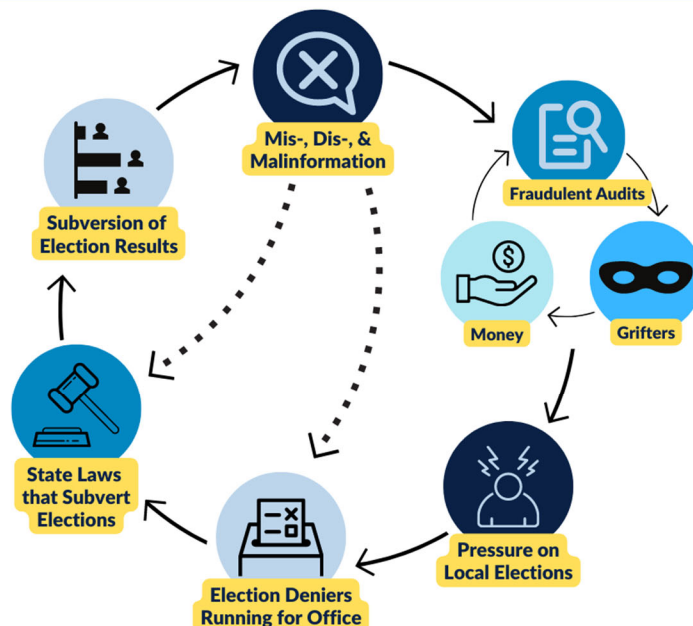 Mis-, Dis-, &
Malinformation
Fraudulent Audits
$
Money
Grifters
Pressure on
Local Elections
Election Deniers
Running for Office
State Laws
that Subvert
Elections
Subversion of
Election Results